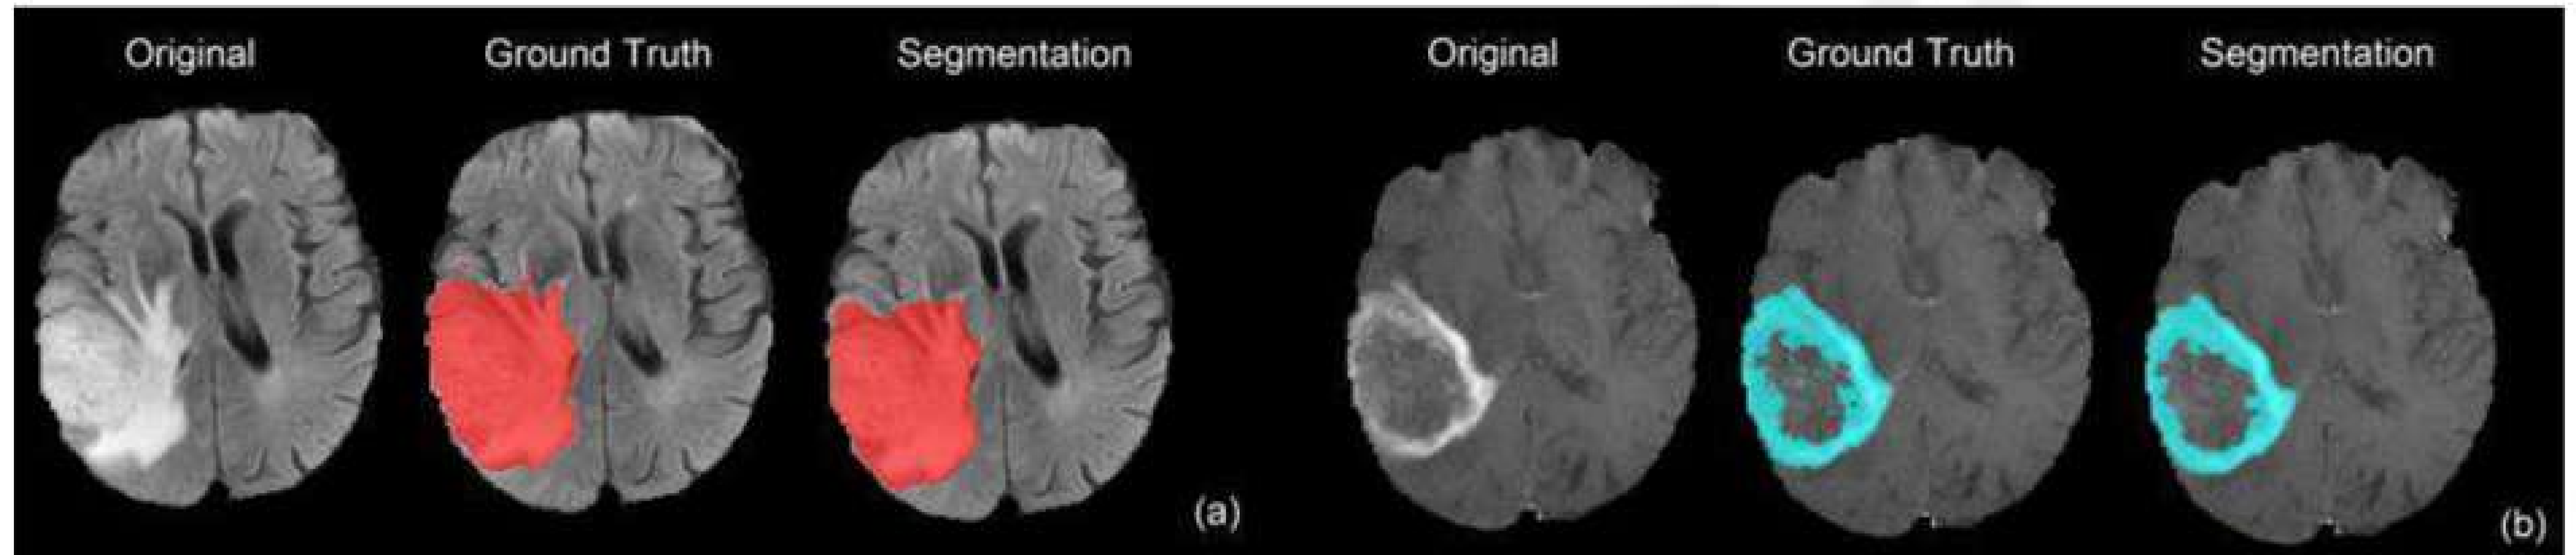 Original Ground Truth Segmentation Original Ground Truth Segmentation
(a)
(b)